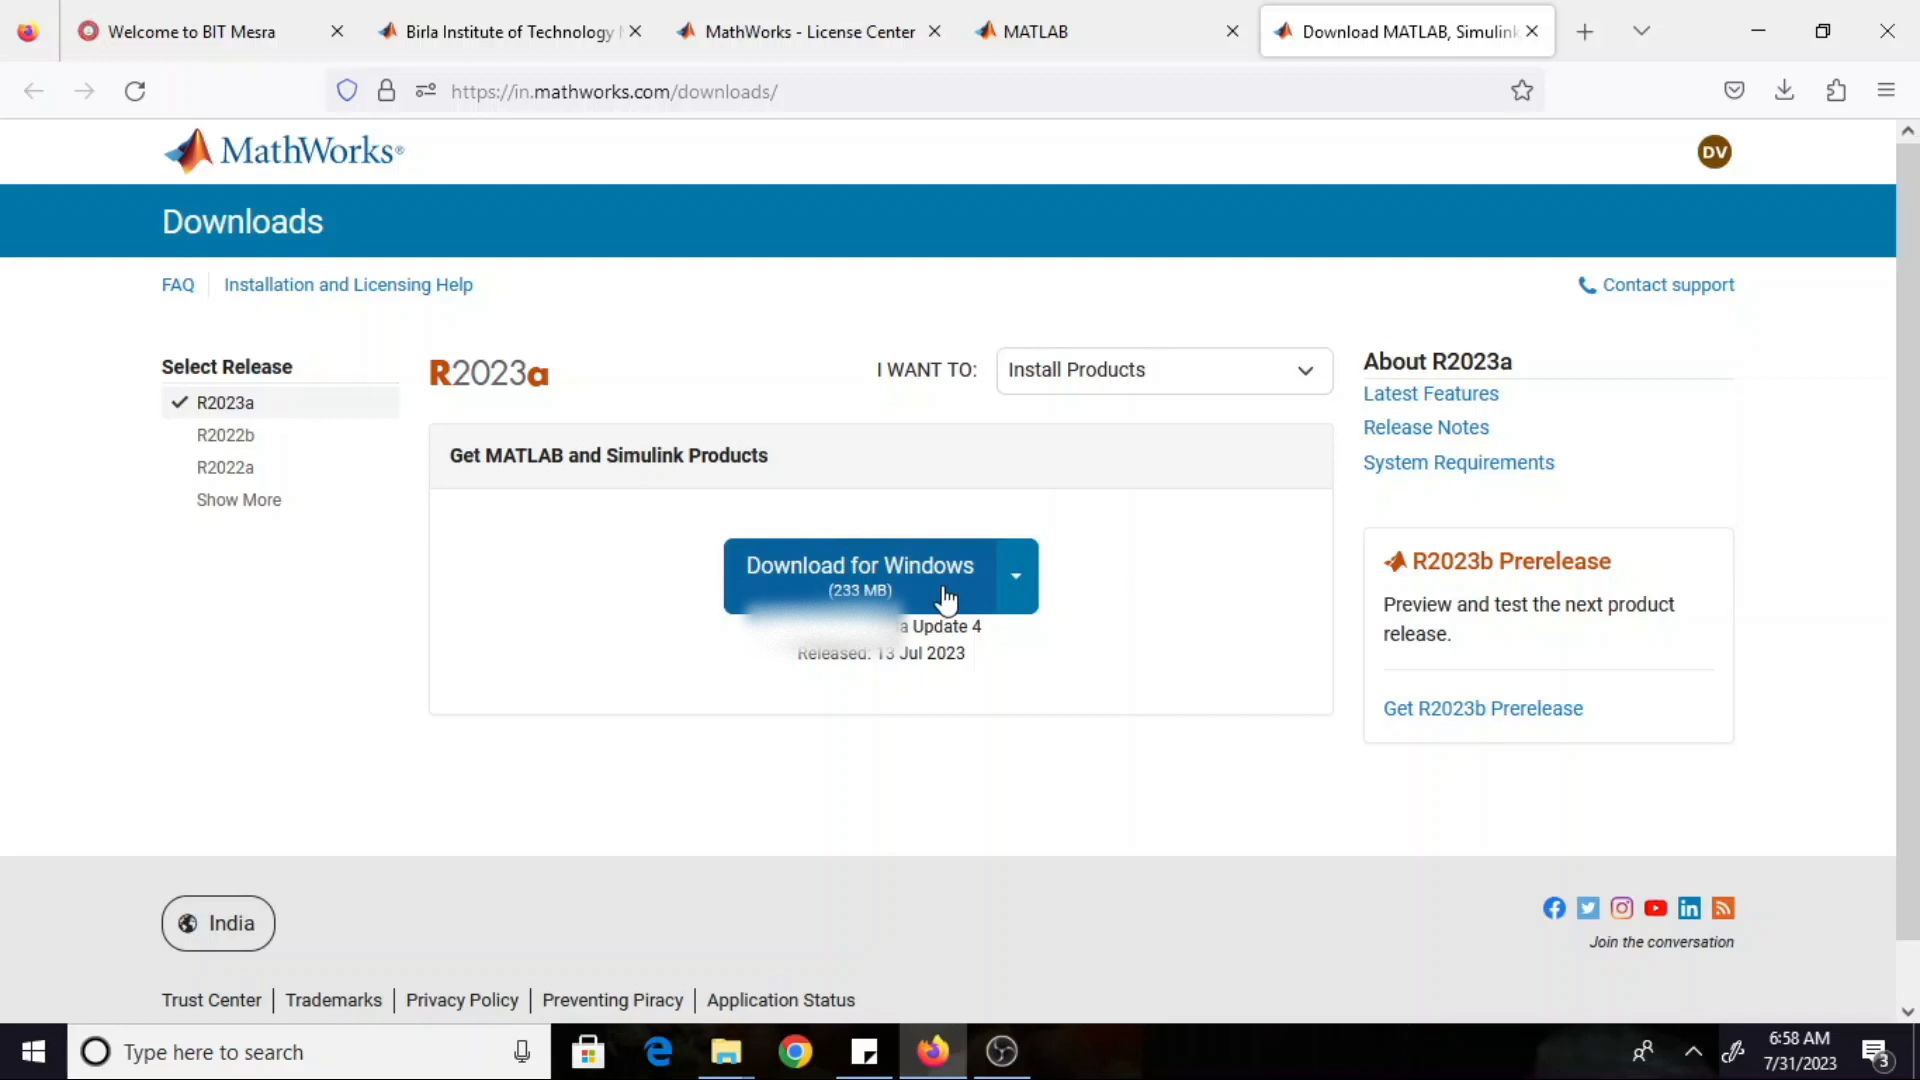 Welcome to BIT Mesra
Birla Institute of Technology
MathWorks - License Center
MATLAB
Download MATLAB, Simulink
https://in.mathworks.com/downloads/
MathWorks®
DV
Downloads
FAQ
Installation and Licensing Help
Contact support
Select Release
R2023a
R2022b
R2022a
Show More
R2023a
I WANT TO:
Install Products
Get MATLAB and Simulink Products
Download for Windows
(233 MB)
a Update 4
Released: 13 Jul 2023
About R2023a
Latest Features
Release Notes
System Requirements
R2023b Prerelease
Preview and test the next product
release.
Get R2023b Prerelease
India
Join the conversation
Trust Center
Trademarks
Privacy Policy
Preventing Piracy
Application Status
Type here to search
6:58 AM
7/31/2023
3